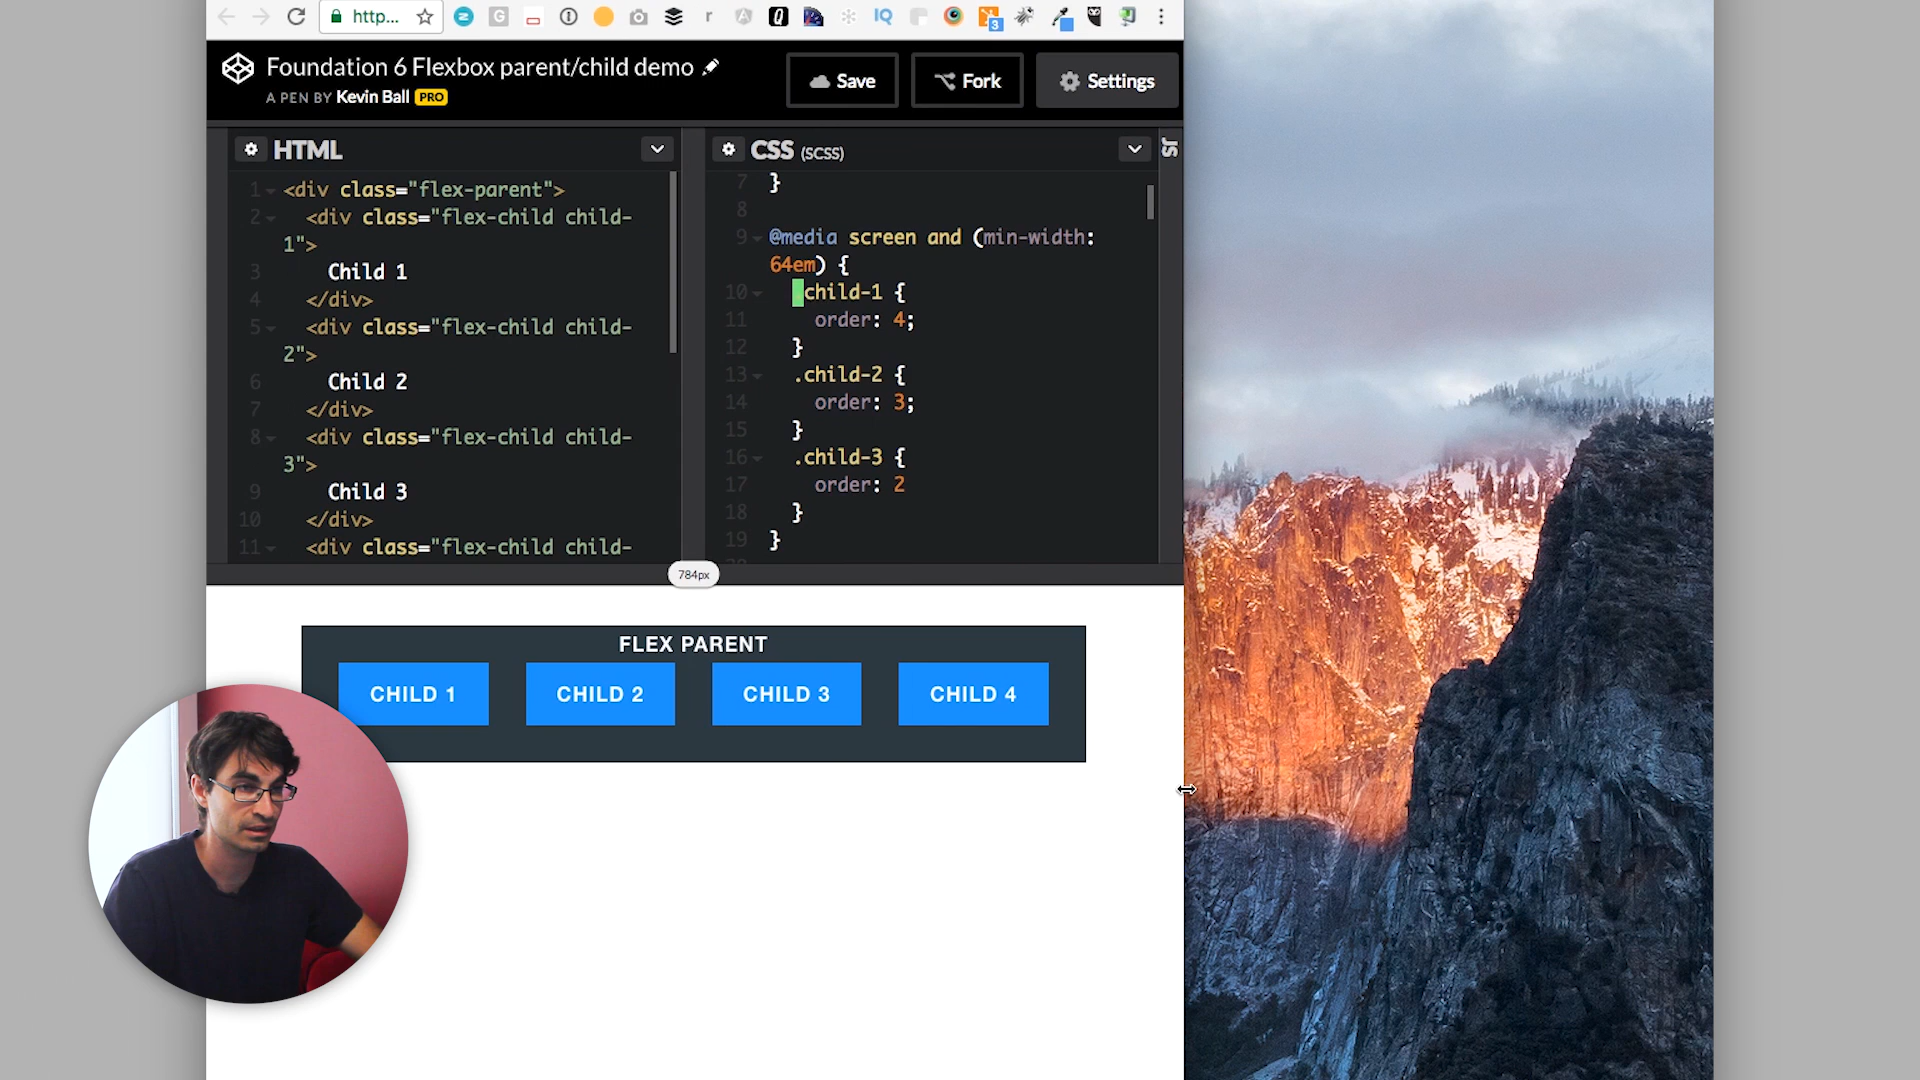 http...
G
r
Q
IQ
3
Foundation 6 Flexbox parent/child demo
A PEN BY Kevin Ball PRO
Save
Fork
Settings
HTML
1 <div class="flex-parent">
2 <div class="flex-child child-
1">
3 Child 1
4 </div>
5 <div class="flex-child child-
2">
6 Child 2
7 </div>
8 <div class="flex-child child-
3">
9 Child 3
10 </div>
11 <div class="flex-child child-
CSS (SCSS)
JS
7 }
8
9 @media screen and (min-width:
64em) {
10 .child-1 {
11 order: 4;
12 }
13 .child-2 {
14 order: 3;
15 }
16 .child-3 {
17 order: 2
18 }
19 }
784px
FLEX PARENT
CHILD 1
CHILD 2
CHILD 3
CHILD 4